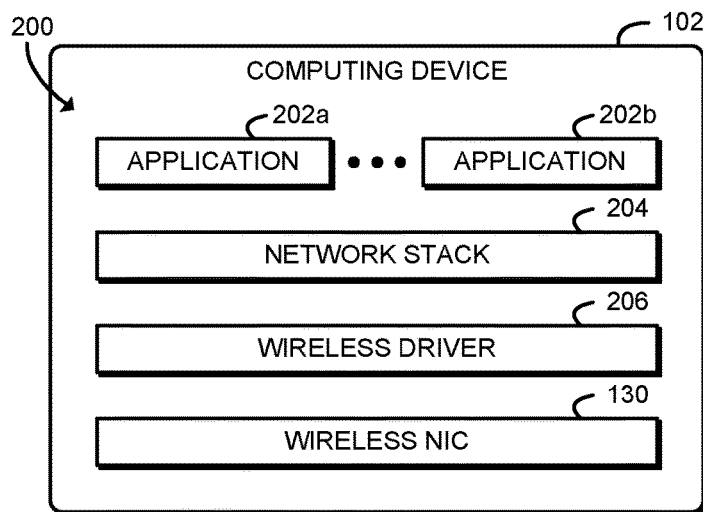 200
102
COMPUTING DEVICE
202a
202b
APPLICATION
APPLICATION
204
NETWORK STACK
206
WIRELESS DRIVER
130
WIRELESS NIC